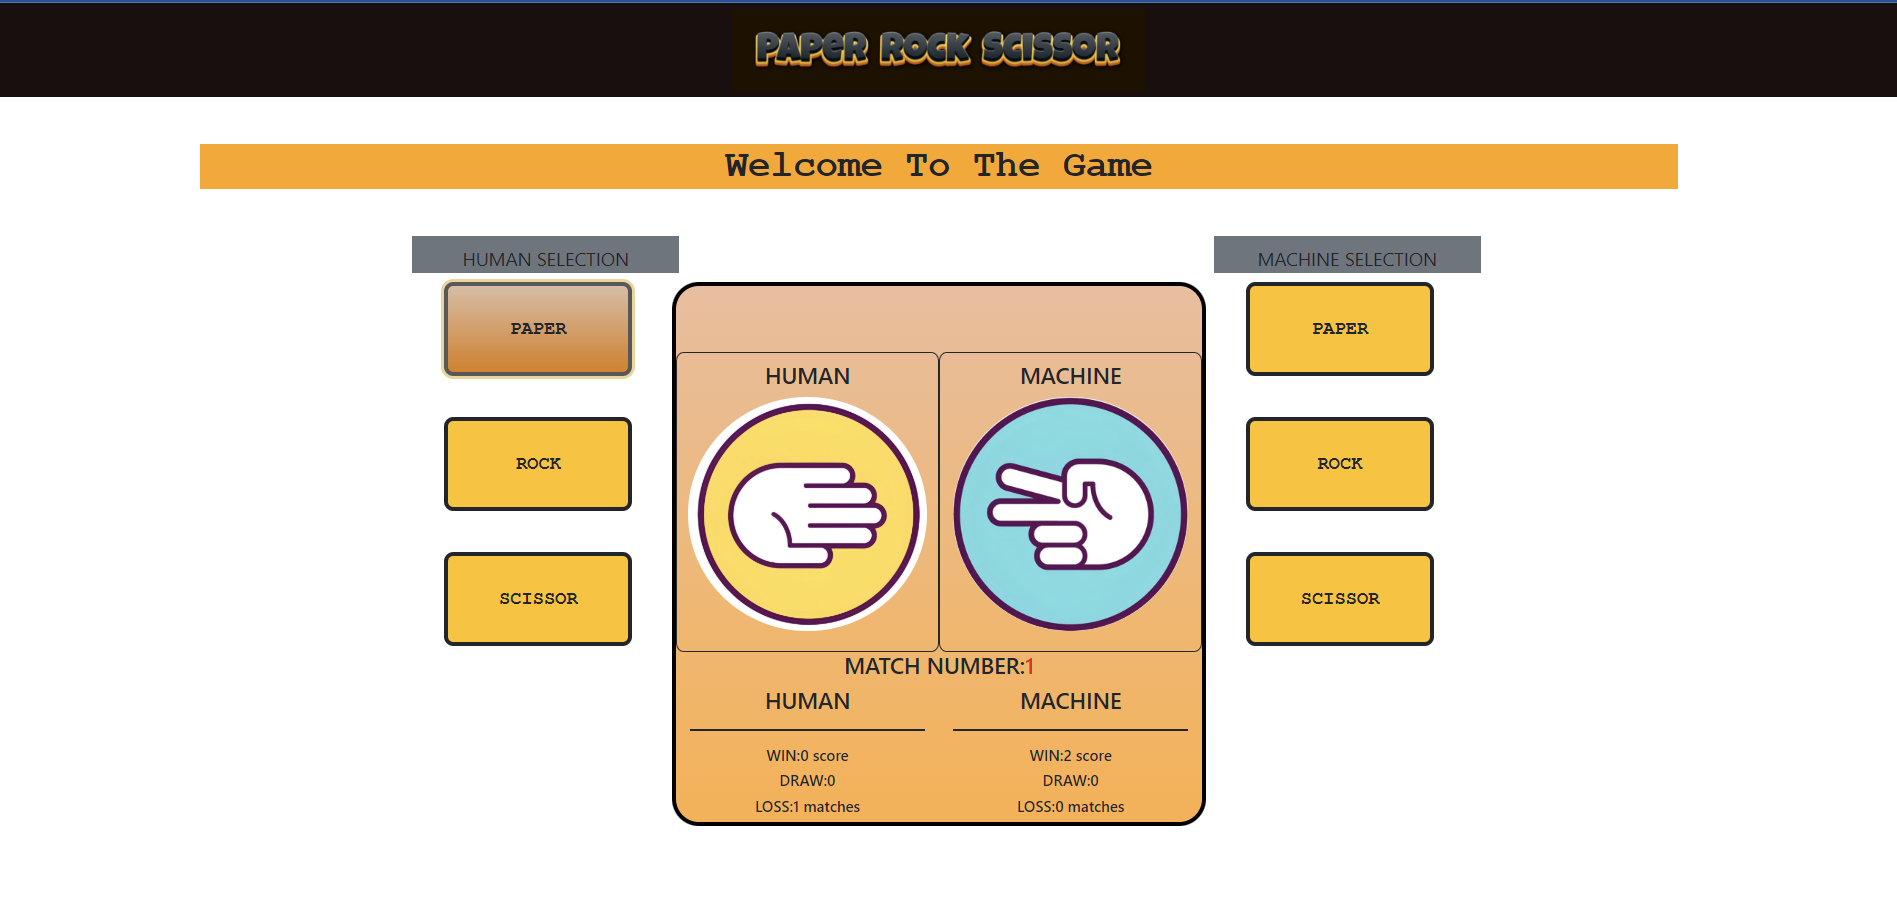 PAPER ROCK SCISSOR
Welcome To The Game
HUMAN SELECTION
PAPER
ROCK
SCISSOR
HUMAN
MACHINE
MATCH NUMBER:1
HUMAN
WIN:0 score
DRAW:0
LOSS:1 matches
MACHINE
WIN:2 score
DRAW:0
LOSS:0 matches
MACHINE SELECTION
PAPER
ROCK
SCISSOR